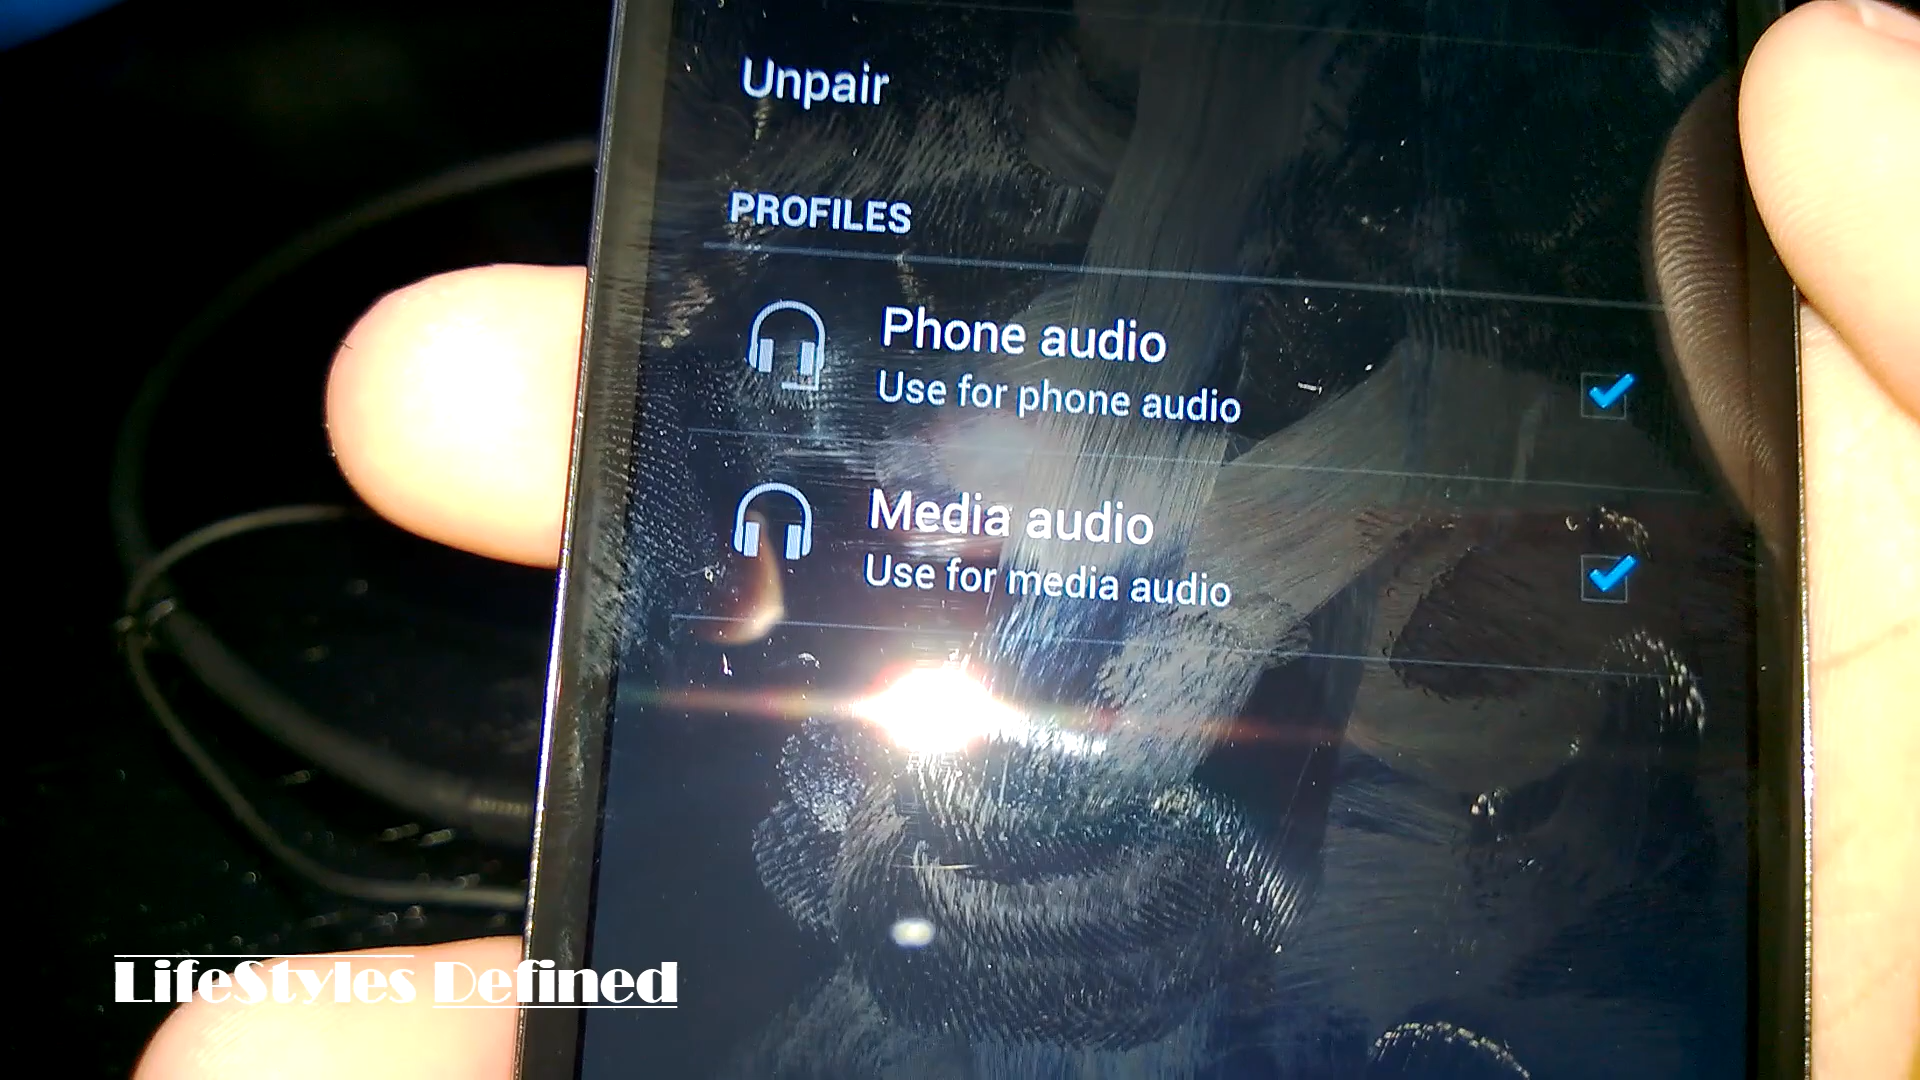 Unpair
PROFILES
Phone audio
Use for phone audio
Media audio
Use for media audio
LifeStyles Defined